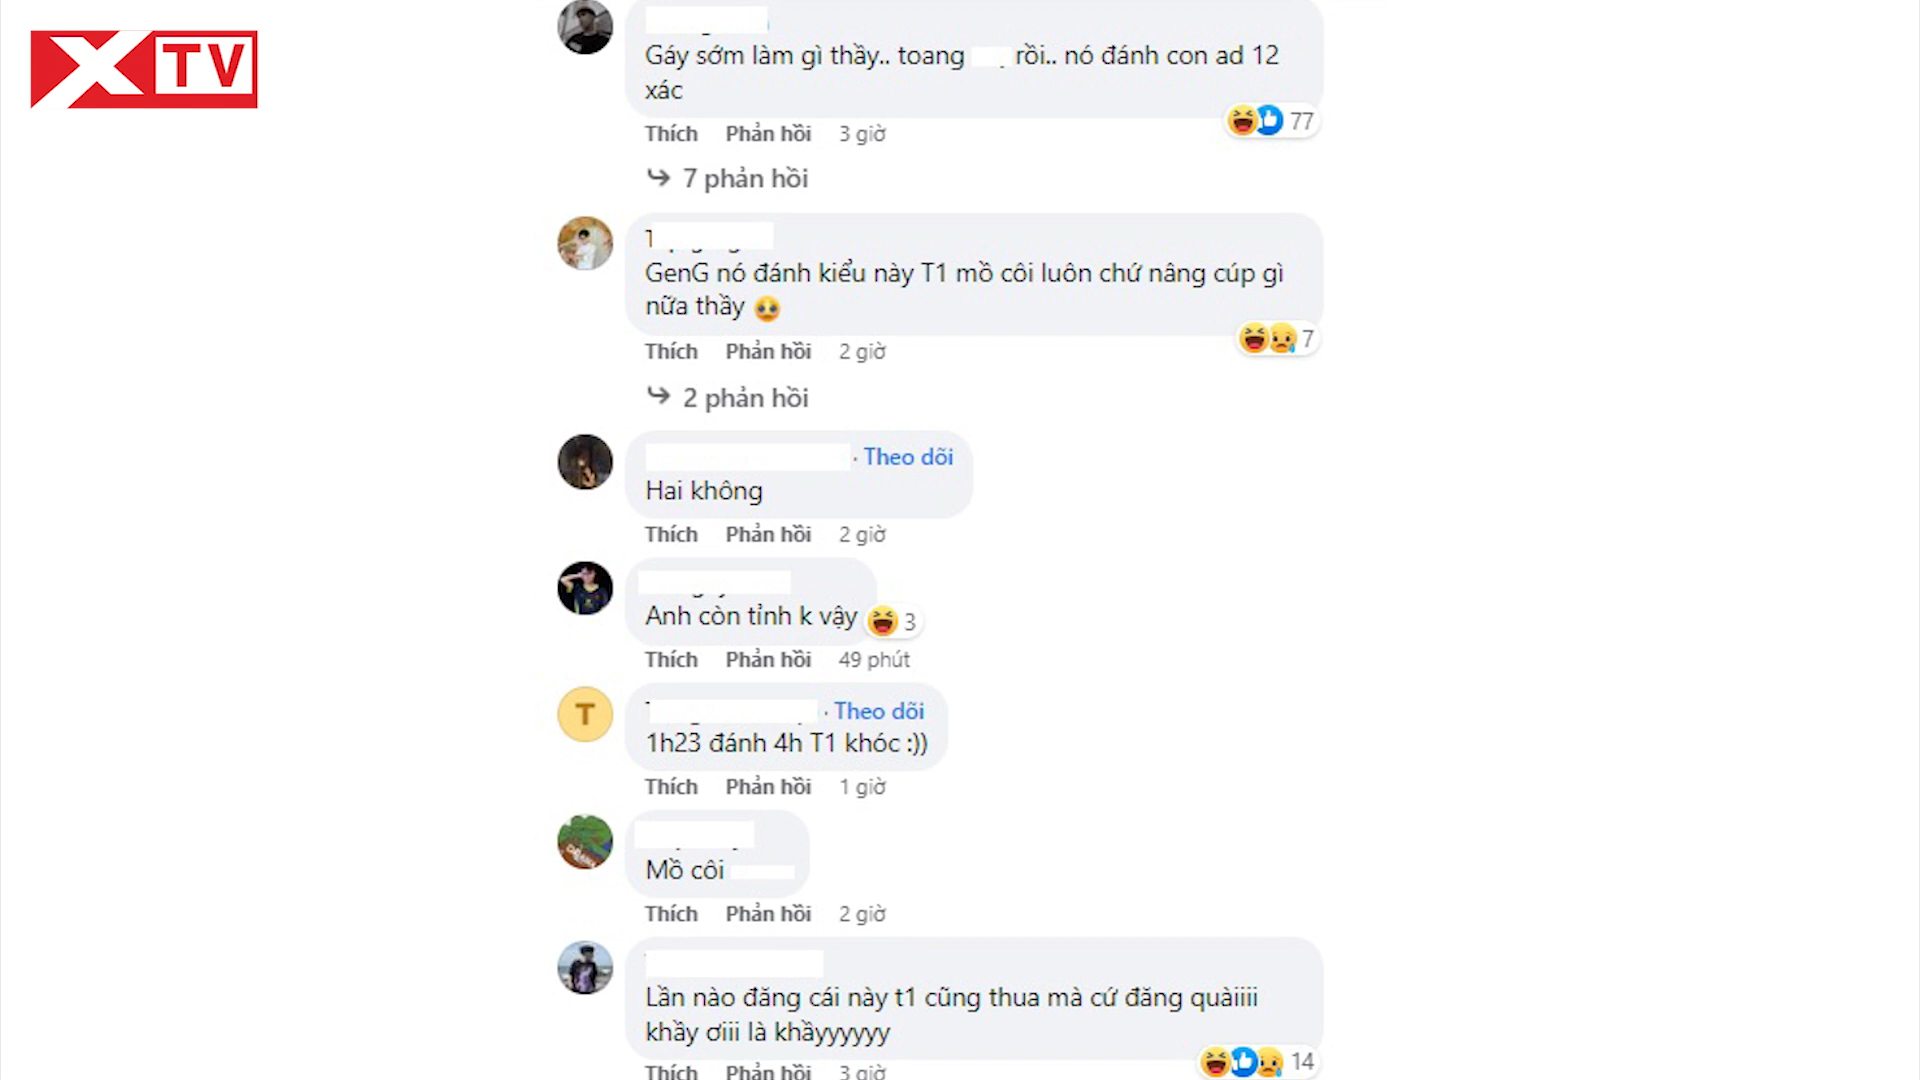 XTV
Gáy sớm làm gì thầy.. toang rồi.. nó đánh con ad 12
xác
77
Thích Phản hồi 3 giờ
7 phản hồi
GenG nó đánh kiểu này T1 mồ côi luôn chứ nâng cúp gì
nữa thầy
7
Thích Phản hồi 2 giờ
2 phản hồi
· Theo dõi
Hai không
Thích Phản hồi 2 giờ
Anh còn tỉnh k vậy
3
Thích Phản hồi 49 phút
T
· Theo dõi
1h23 đánh 4h T1 khóc :))
Thích Phản hồi 1 giờ
Mồ côi
Thích Phản hồi 2 giờ
Lần nào đăng cái này t1 cũng thua mà cứ đăng quàiiii
khầy ơiii là khầyyyyyy
14
Thích Phản hồi 3 giờ